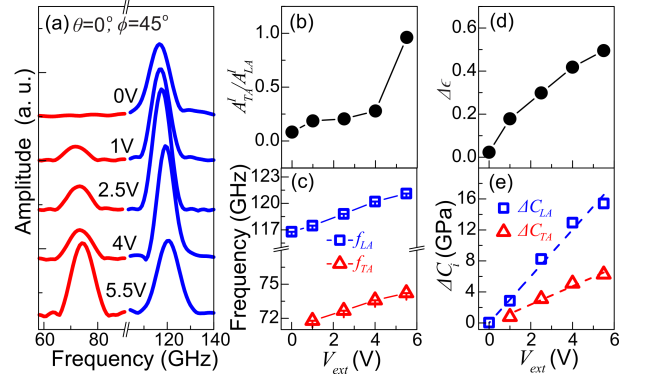 (a) θ=0°, ϕ=45°
Amplitude (a. u.)
0V
1V
2.5V
4V
5.5V
60 80 120 140
Frequency (GHz)
(b)
A^I_TA/A^I_LA
1.0
0.5
0.0
(c)
Frequency (GHz)
123
120
117
75
72
f_LA
f_TA
0 2 4 6
V_ext (V)
(d)
Δϵ
0.6
0.4
0.2
0.0
(e)
ΔC_i (GPa)
16
12
8
4
0
ΔC_LA
ΔC_TA
0 2 4 6
V_ext (V)